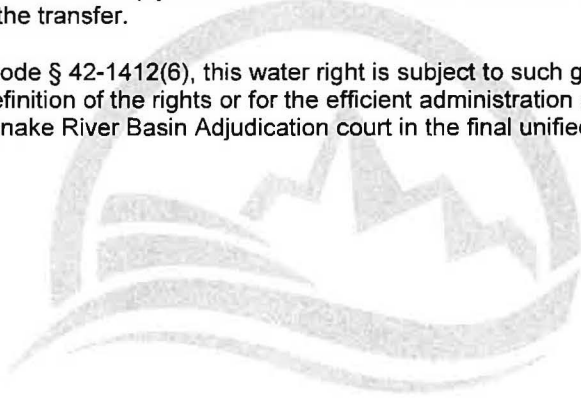 the transfer.
ode § 42-1412(6), this water right is subject to such g
efinition of the rights or for the efficient administration
nake River Basin Adjudication court in the final unified